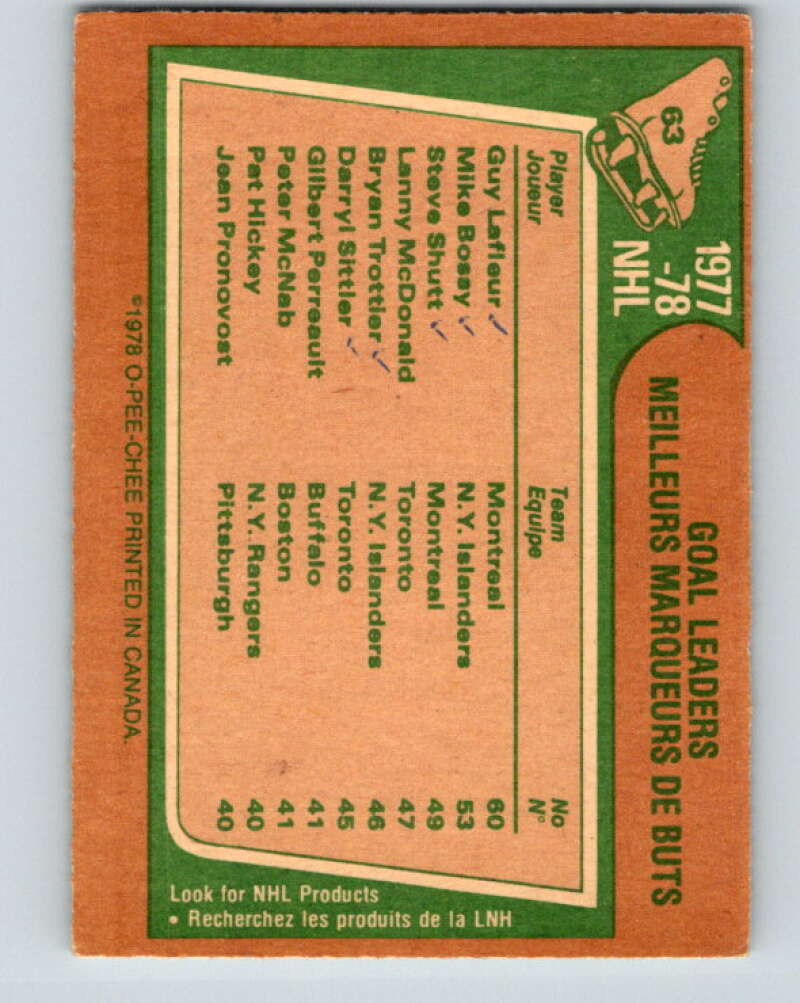 63
1977
-78
NHL
GOAL LEADERS
MEILLEURS MARQUEURS DE BUTS
Player Team No
Joueur Equipe N°
Guy Lafleur ✓ Montreal 60
Mike Bossy ✓ N.Y. Islanders 53
Steve Shutt ✓ Montreal 49
Lanny McDonald Toronto 47
Bryan Trottier ✓ N.Y. Islanders 46
Darryl Sittler ✓ Toronto 45
Gilbert Perreault Buffalo 41
Peter McNab Boston 41
Pat Hickey N.Y. Rangers 40
Jean Pronovost Pittsburgh 40
Look for NHL Products
• Recherchez les produits de la LNH
©1978 O-PEE-CHEE PRINTED IN CANADA.